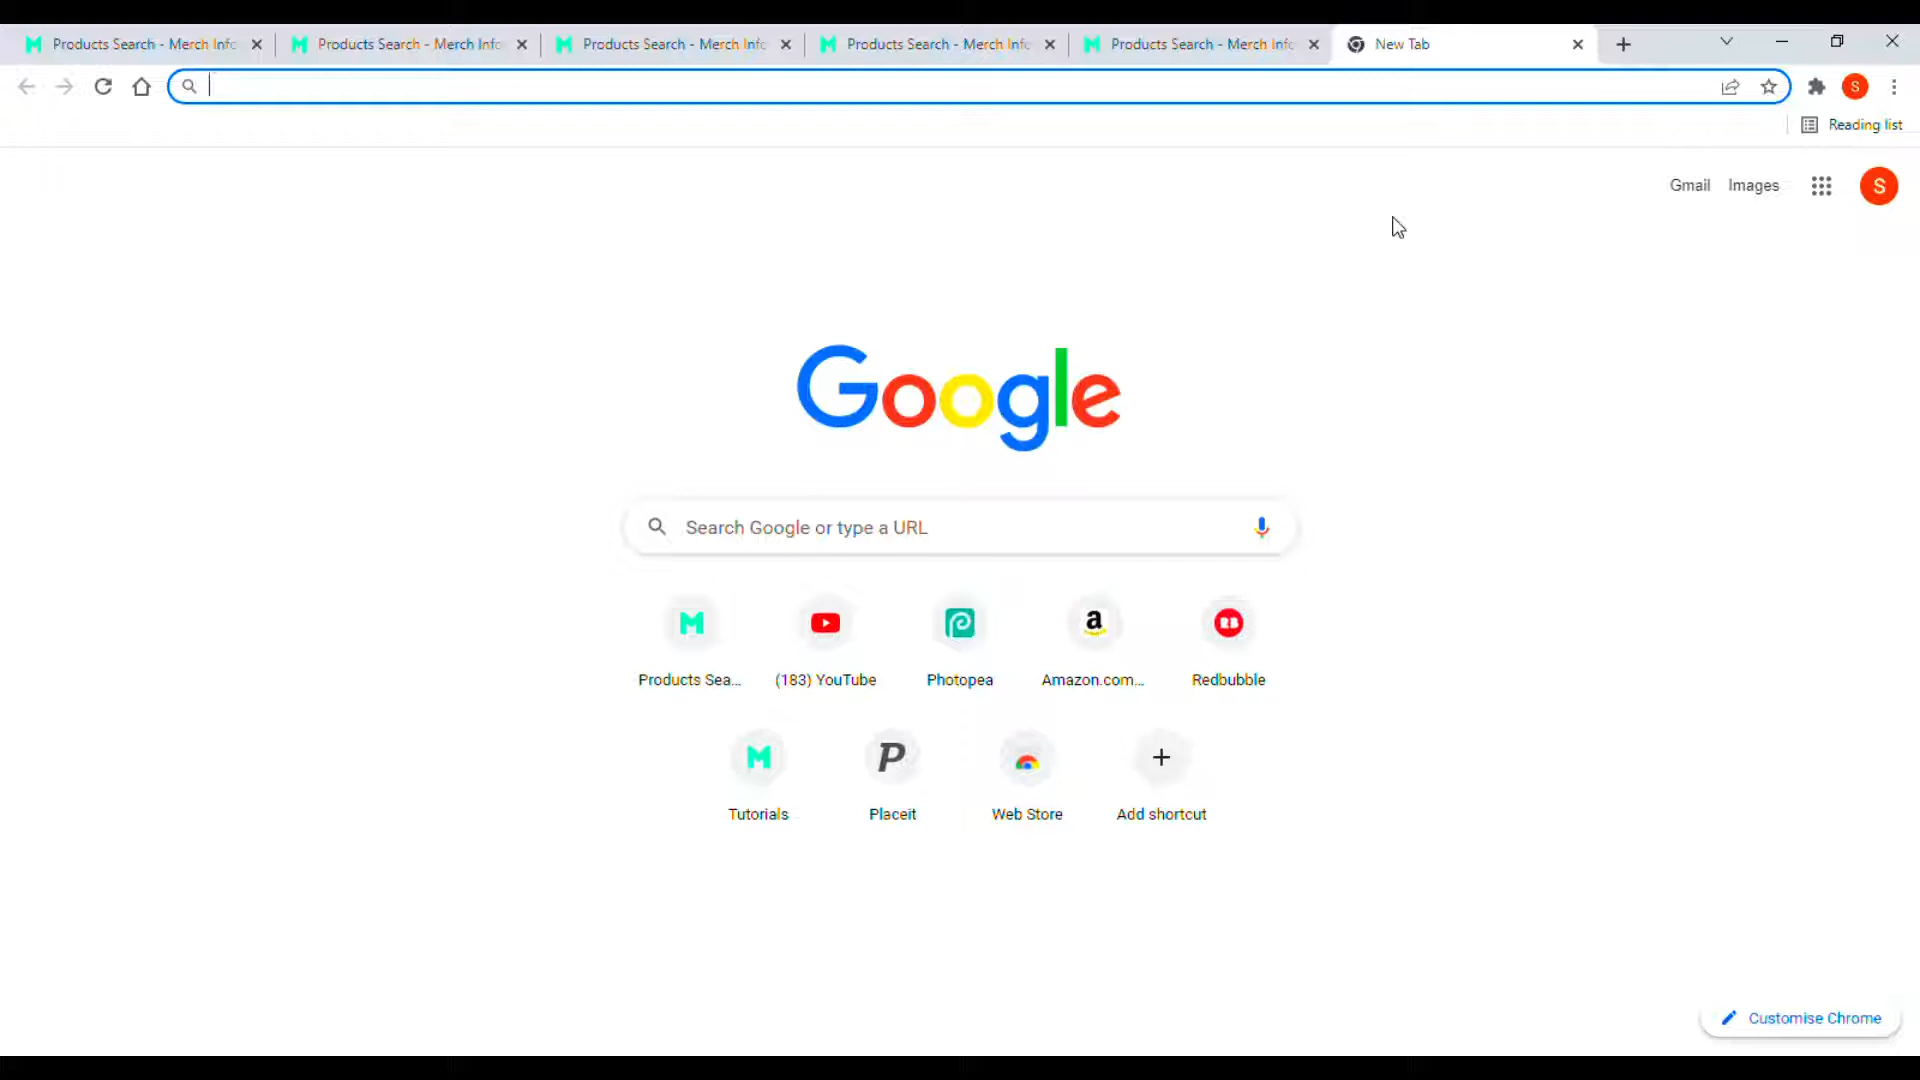 Products Search - Merch Info
Products Search - Merch Info
Products Search - Merch Info
Products Search - Merch Info
Products Search - Merch Info
New Tab
S
Reading list
Gmail Images
S
Google
Search Google or type a URL
a
RB
Products Sea...
(183) YouTube
Photopea
Amazon.com...
Redbubble
P
Tutorials
Placeit
Web Store
Add shortcut
Customise Chrome